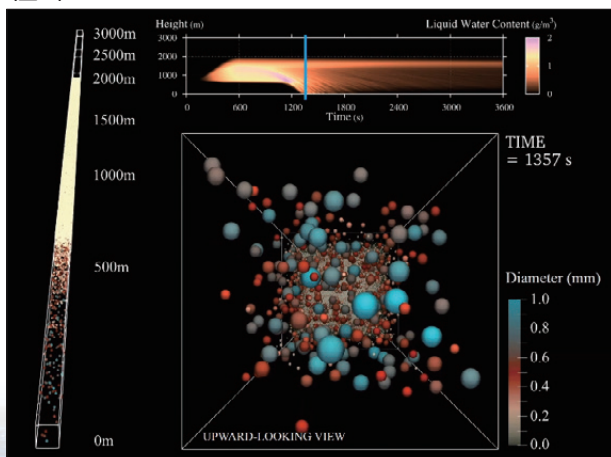 Height (m)
Liquid Water Content (g/m³)
3000
2000
1000
0
0
600
1200
1800
2400
3000
3600
Time (s)
2
1
0
3000m
2500m
2000m
1500m
1000m
500m
0m
TIME
= 1357 s
Diameter (mm)
1.0
0.8
0.6
0.4
0.2
0.0
UPWARD-LOOKING VIEW